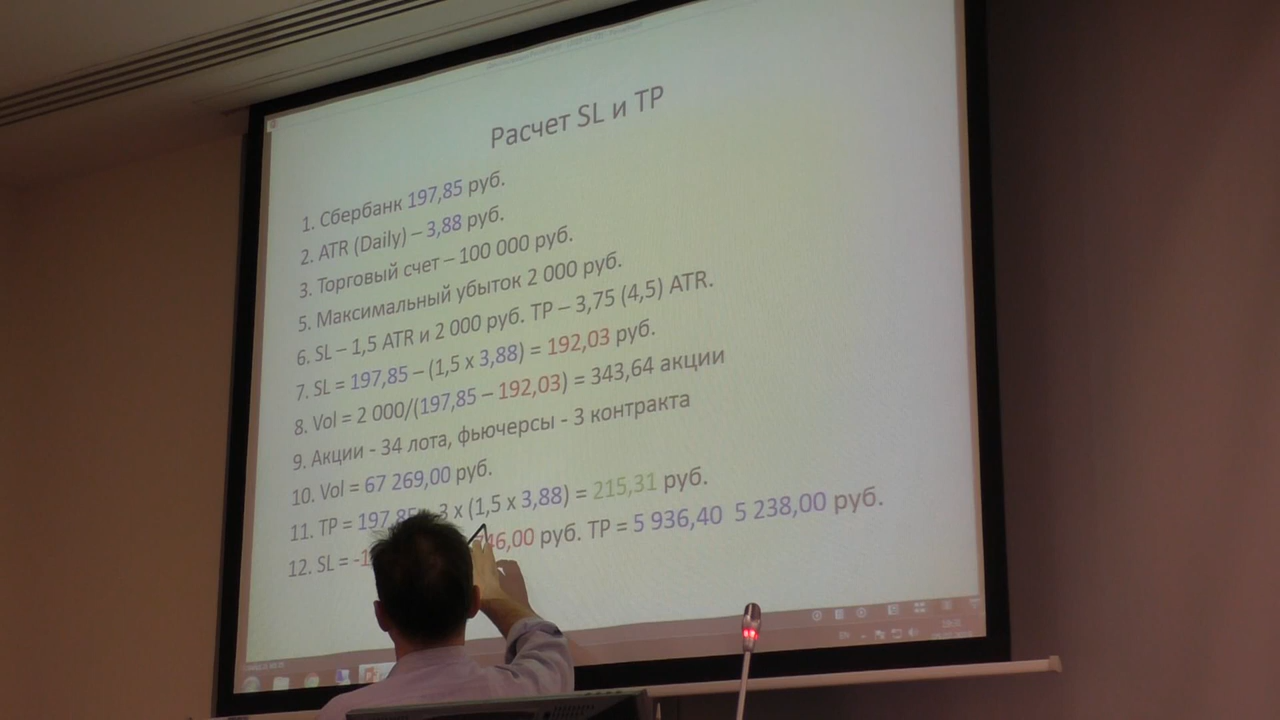 Расчет SL и TP
1. Сбербанк 197,85 руб.
2. ATR (Daily) – 3,88 руб.
3. Торговый счет – 100 000 руб.
5. Максимальный убыток 2 000 руб.
6. SL – 1,5 ATR и 2 000 руб. TP – 3,75 (4,5) ATR.
7. SL = 197,85 – (1,5 x 3,88) = 192,03 руб.
8. Vol = 2 000/(197,85 – 192,03) = 343,64 акции
9. Акции - 34 лота, фьючерсы - 3 контракта
10. Vol = 67 269,00 руб.
11. TP = 197,85 3 x (1,5 x 3,88) = 215,31 руб.
12. SL = 46,00 руб. TP = 5 936,40 5 238,00 руб.
EN